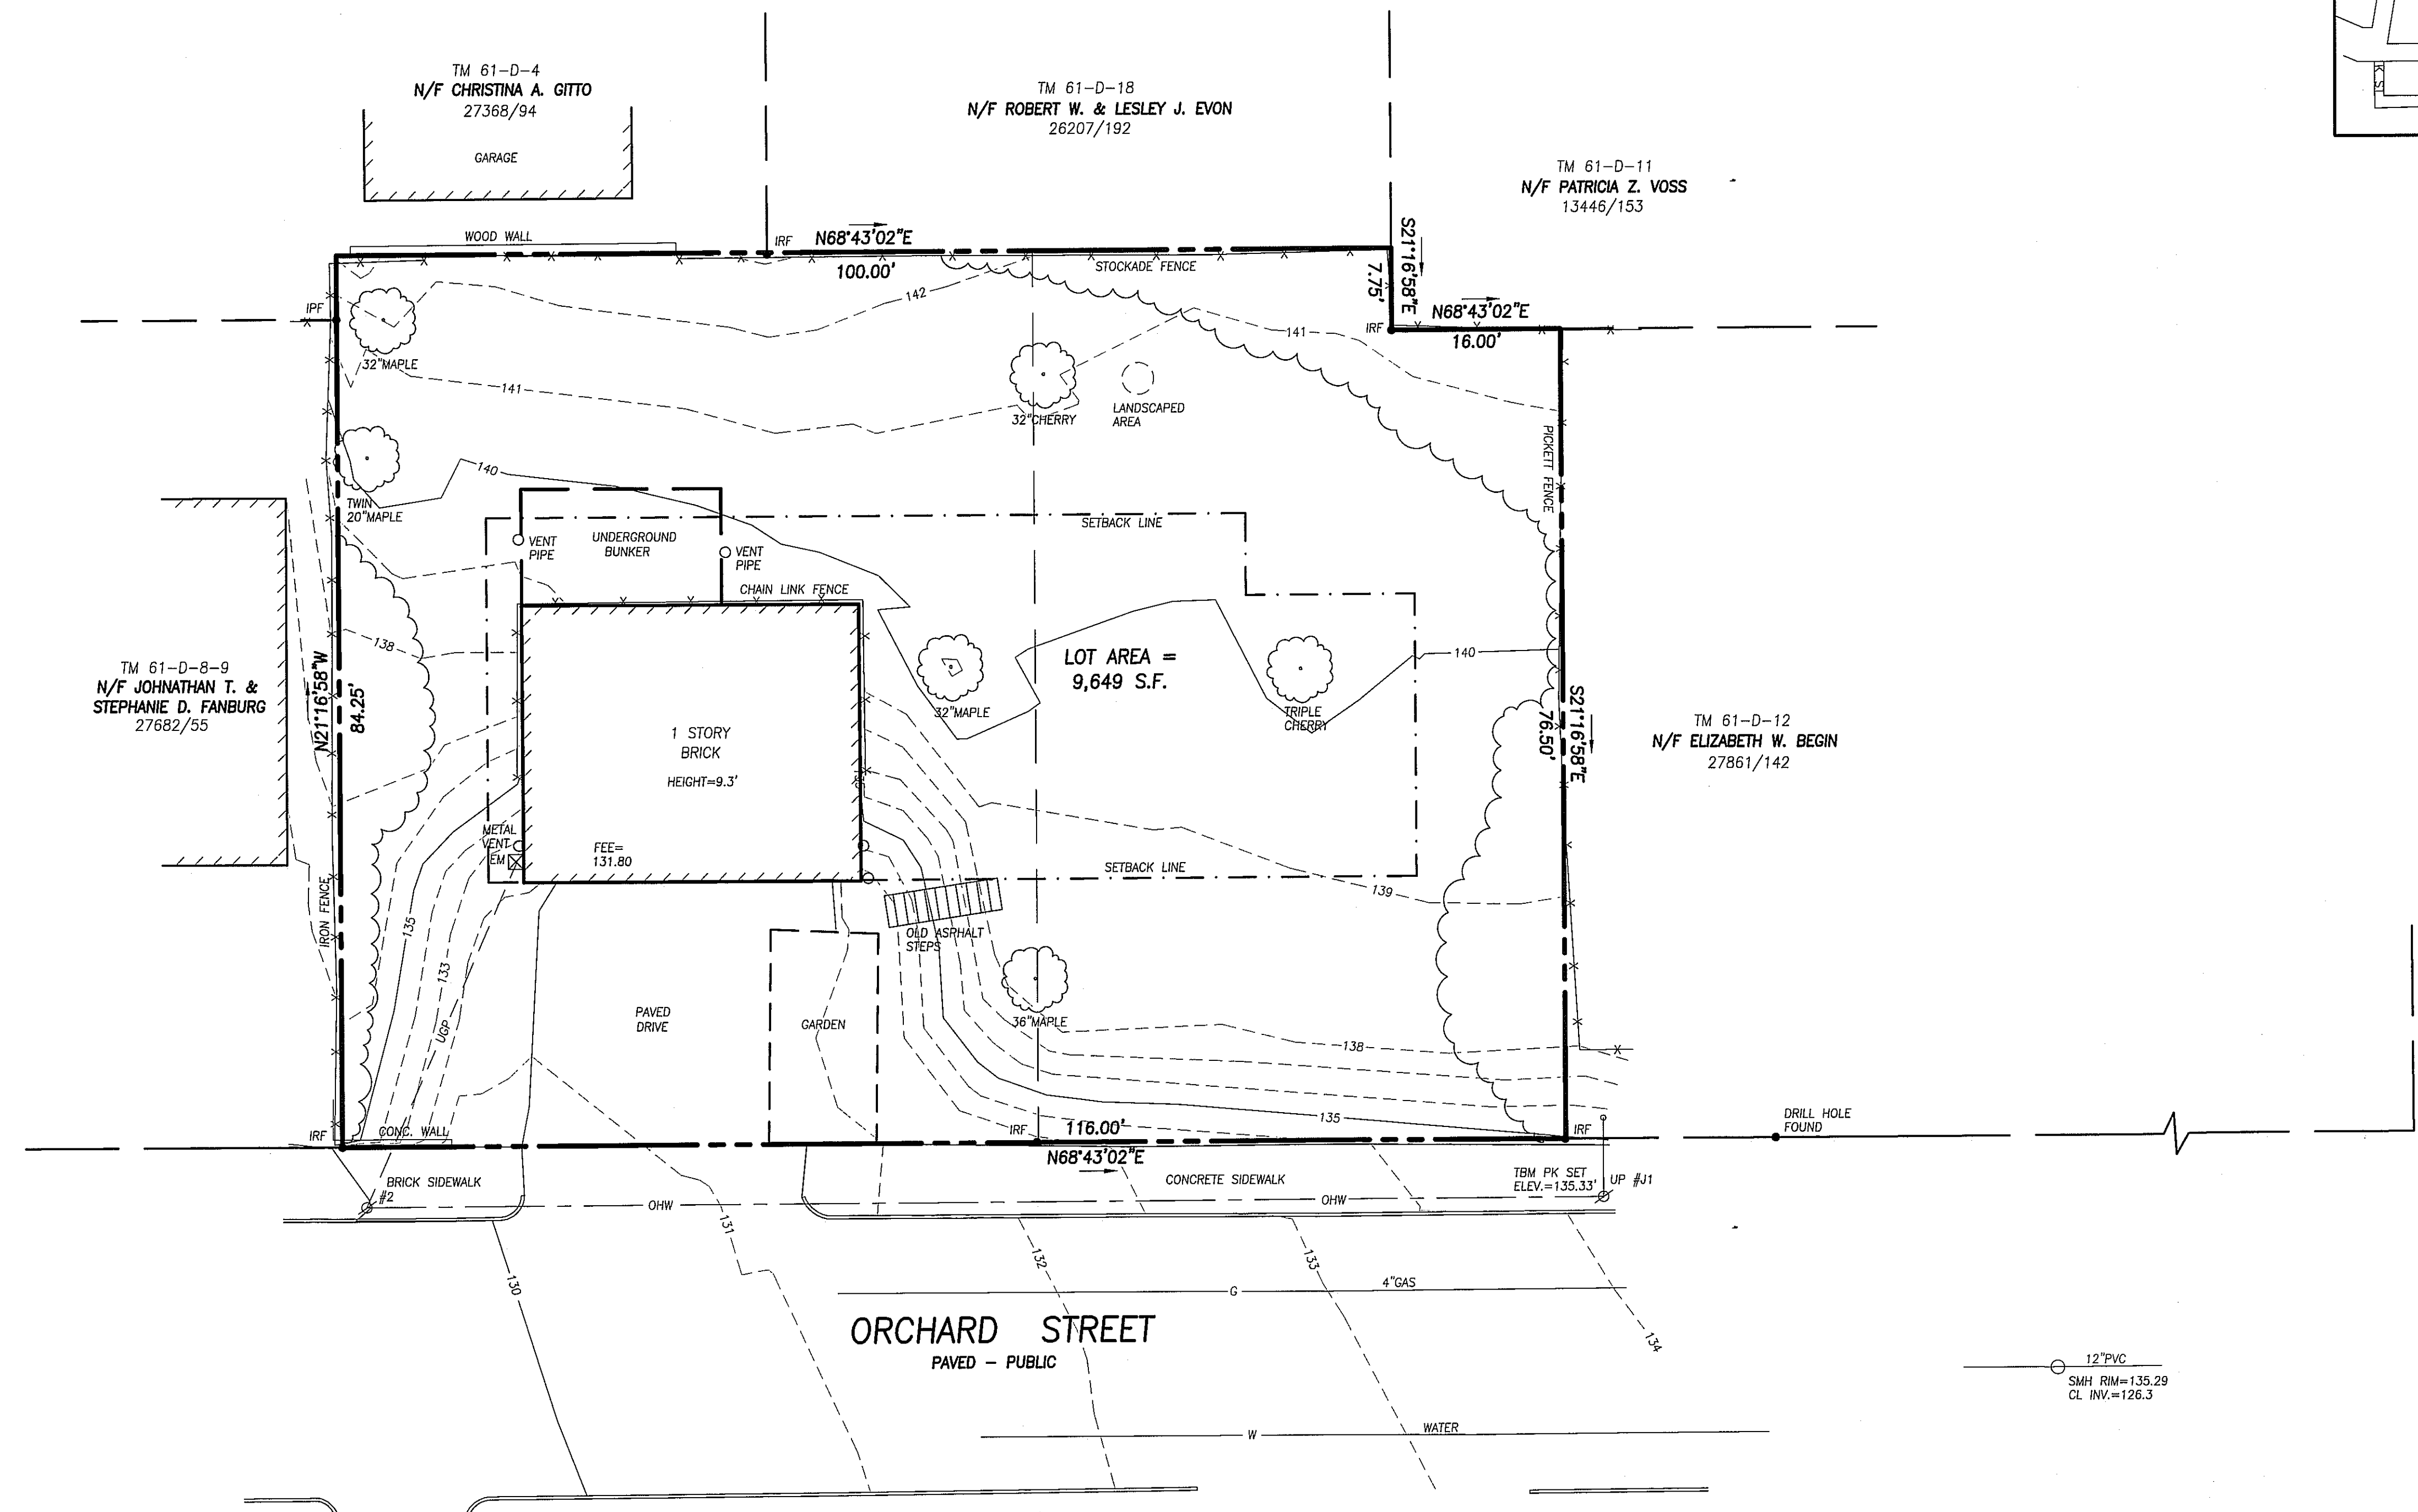 TM 61-D-4
N/F CHRISTINA A. GITTO
27368/94
GARAGE
TM 61-D-18
N/F ROBERT W. & LESLEY J. EVON
26207/192
TM 61-D-11
N/F PATRICIA Z. VOSS
13446/153
K ST
WOOD WALL
IRF
N68°43'02"E
100.00'
STOCKADE FENCE
S21°16'58"E
7.75'
N68°43'02"E
IRF
16.00'
IPF
142
141
32"MAPLE
141
32"CHERRY
LANDSCAPED
AREA
PICKETT FENCE
140
TWIN
20"MAPLE
SETBACK LINE
VENT
PIPE
UNDERGROUND
BUNKER
VENT
PIPE
CHAIN LINK FENCE
138
TM 61-D-8-9
N/F JOHNATHAN T. &
STEPHANIE D. FANBURG
27682/55
N21°16'58"W
84.25'
1 STORY
BRICK
HEIGHT=9.3'
LOT AREA =
9,649 S.F.
140
32"MAPLE
TRIPLE
CHERRY
S21°16'58"E
76.50'
TM 61-D-12
N/F ELIZABETH W. BEGIN
27861/142
METAL
VENT
EM
FEE=
131.80
SETBACK LINE
139
IRON FENCE
135
133
UGP
OLD ASPHALT
STEPS
PAVED
DRIVE
GARDEN
36"MAPLE
138
135
IRF
CONC. WALL
IRF
116.00'
N68°43'02"E
IRF
DRILL HOLE
FOUND
BRICK SIDEWALK
#2
OHW
CONCRETE SIDEWALK
OHW
TBM PK SET
ELEV.=135.33'
UP #J1
130
131
132
133
134
4"GAS
G
ORCHARD STREET
PAVED - PUBLIC
12"PVC
SMH RIM=135.29
CL INV.=126.3
W
WATER